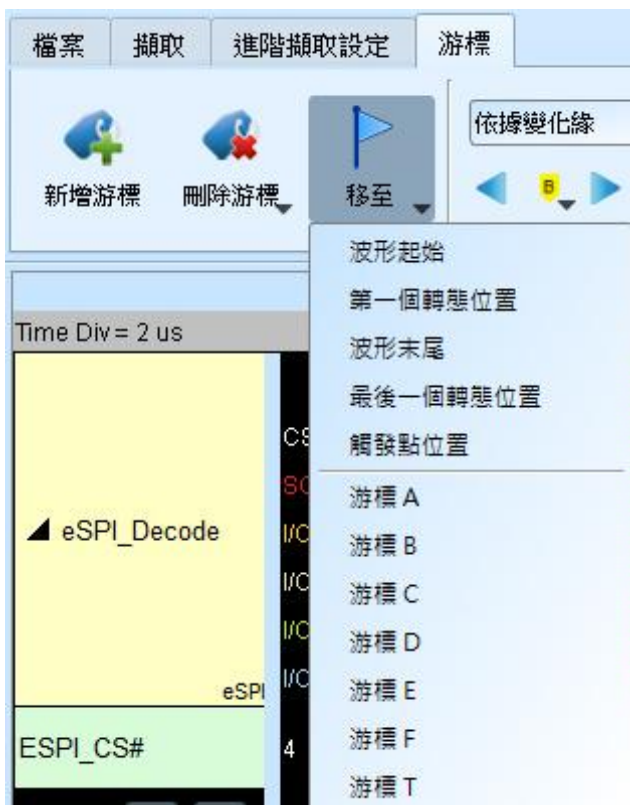 檔案 擷取 進階擷取設定 游標
新增游標 刪除游標 移至
依據變化緣
B
波形起始
第一個轉態位置
波形末尾
最後一個轉態位置
觸發點位置
游標 A
游標 B
游標 C
游標 D
游標 E
游標 F
游標 T
Time Div = 2 us
eSPI_Decode
CS
SC
I/O
I/O
I/O
I/O
eSPI
ESPI_CS#
4